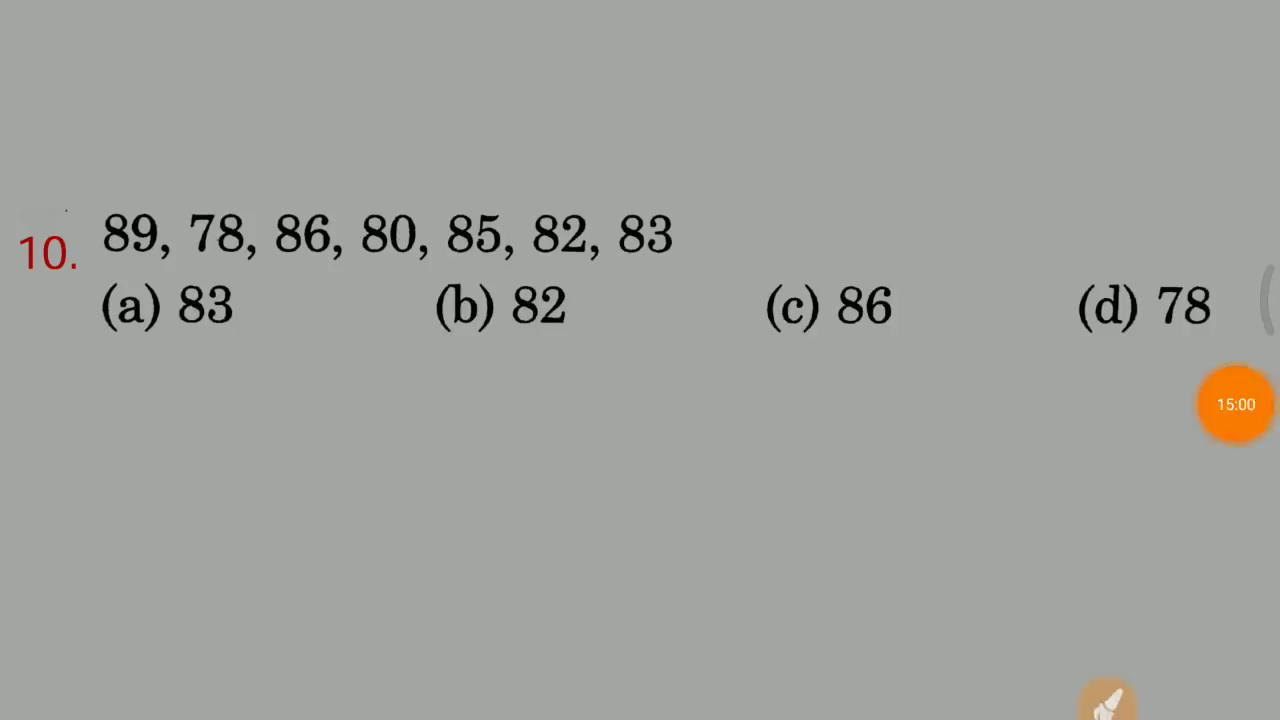 10. 89, 78, 86, 80, 85, 82, 83
(a) 83 (b) 82 (c) 86 (d) 78
15:00